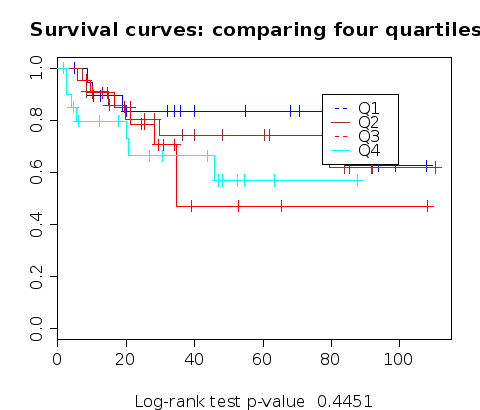 Survival curves: comparing four quartiles
1.0
0.8
0.6
0.4
0.2
0.0
Q1
Q2
Q3
Q4
0 20 40 60 80 100
Log-rank test p-value 0.4451